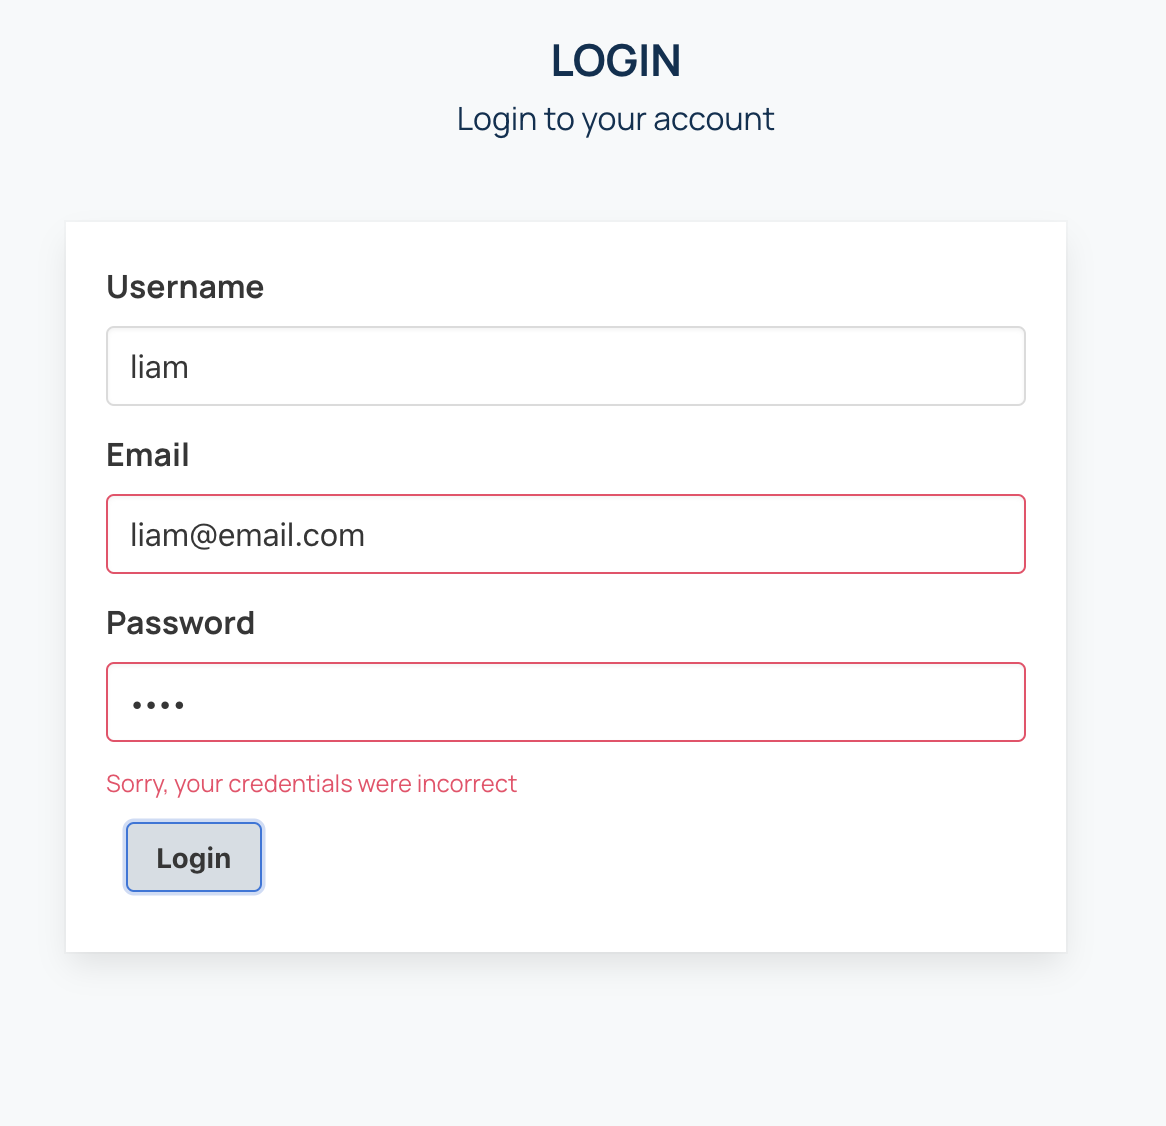 LOGIN
Login to your account
Username
liam
Email
liam@email.com
Password
••••
Sorry, your credentials were incorrect
Login